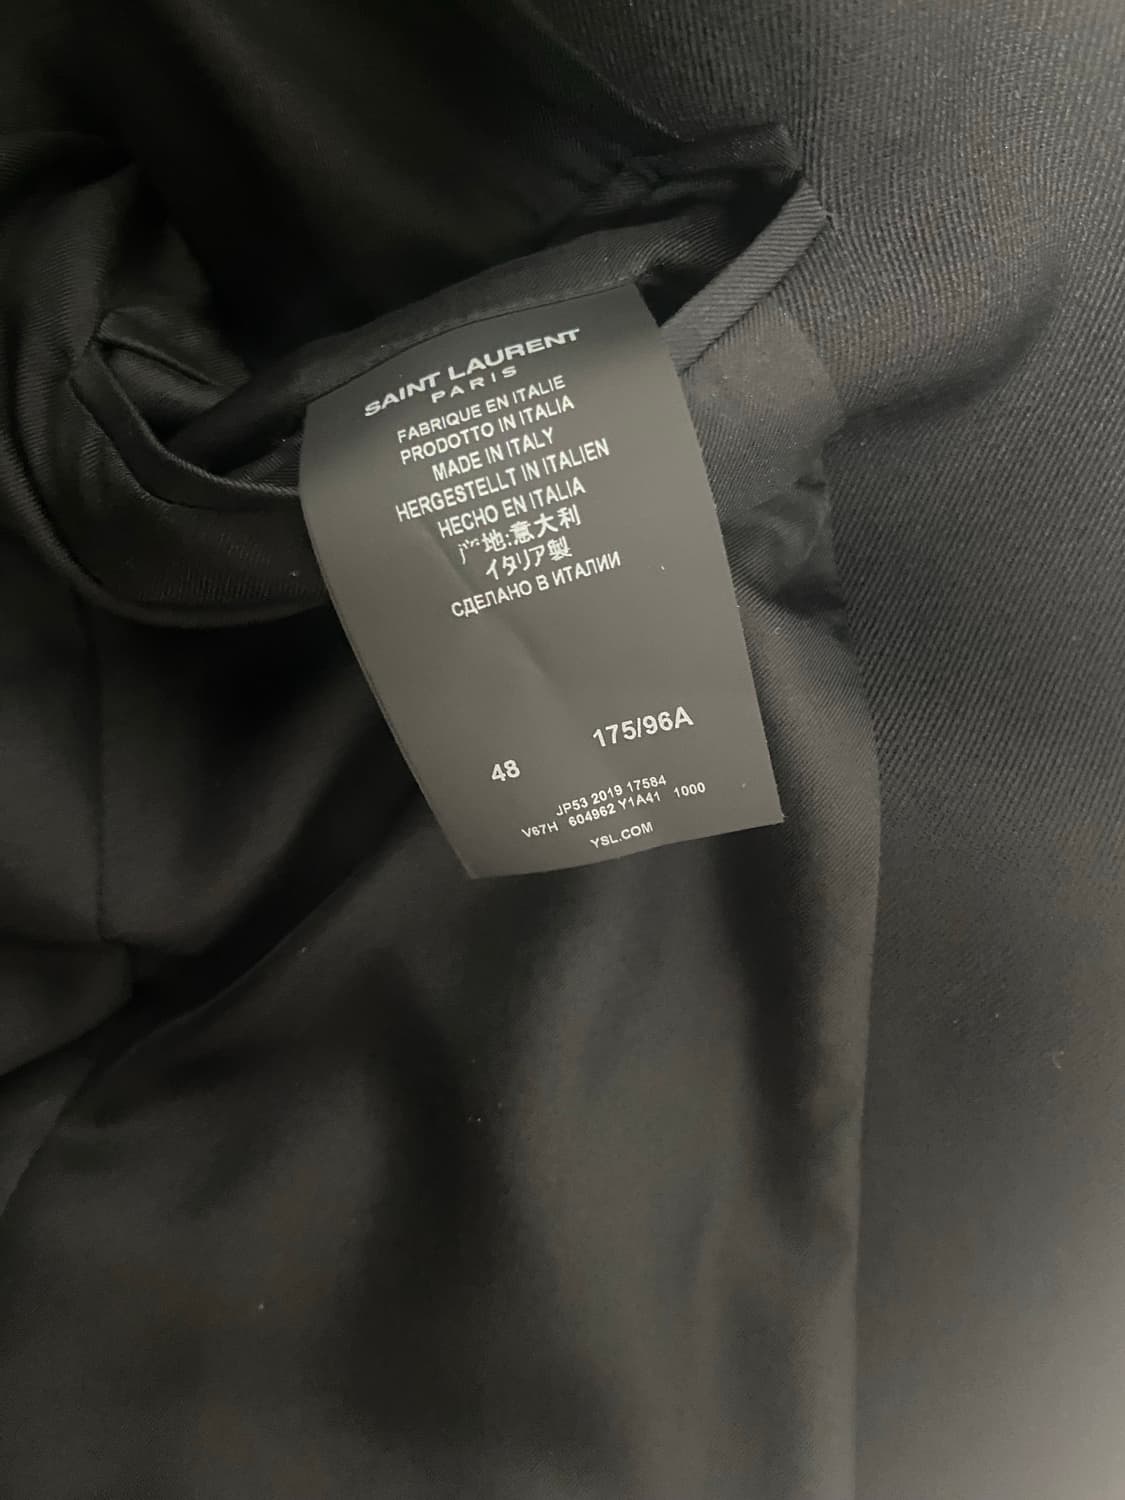 SAINT LAURENT
PARIS
FABRIQUE EN ITALIE
PRODOTTO IN ITALIA
MADE IN ITALY
HERGESTELLT IN ITALIEN
HECHO EN ITALIA
产地:意大利
イタリア製
СДЕЛАНО В ИТАЛИИ
48 175/96A
JP53 2019 17584
V67H 604962 Y1A41 1000
YSL.COM